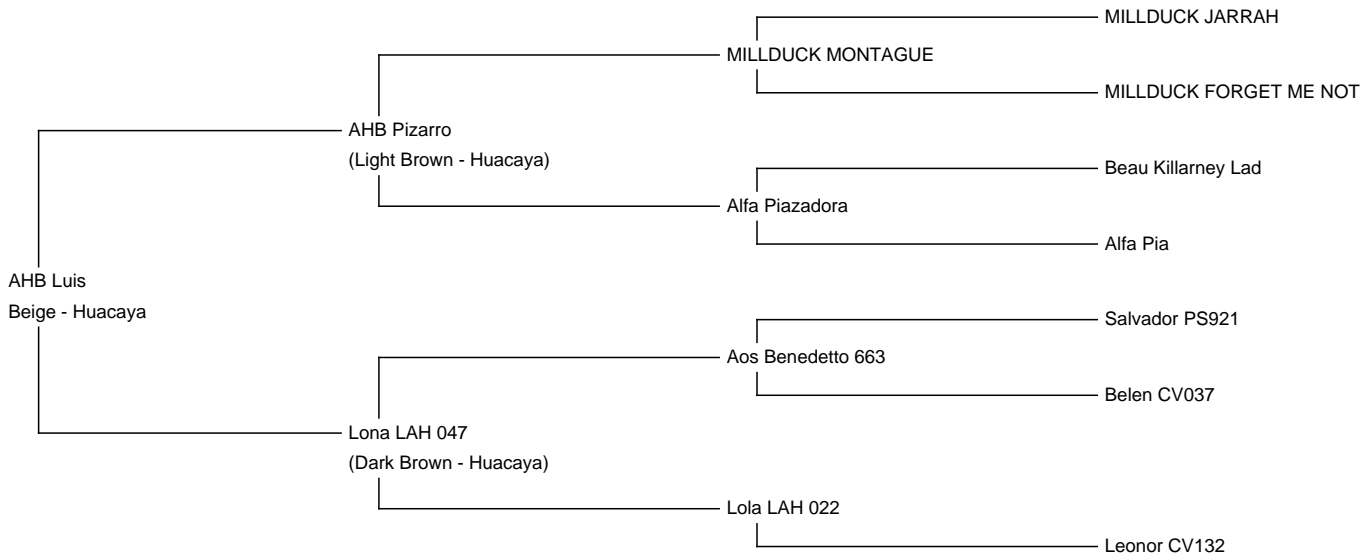 MILLDUCK JARRAH
MILLDUCK MONTAGUE
MILLDUCK FORGET ME NOT
AHB Pizarro
(Light Brown - Huacaya)
Beau Killarney Lad
Alfa Piazadora
Alfa Pia
AHB Luis
Beige - Huacaya
Salvador PS921
Aos Benedetto 663
Belen CV037
Lona LAH 047
(Dark Brown - Huacaya)
Lola LAH 022
Leonor CV132